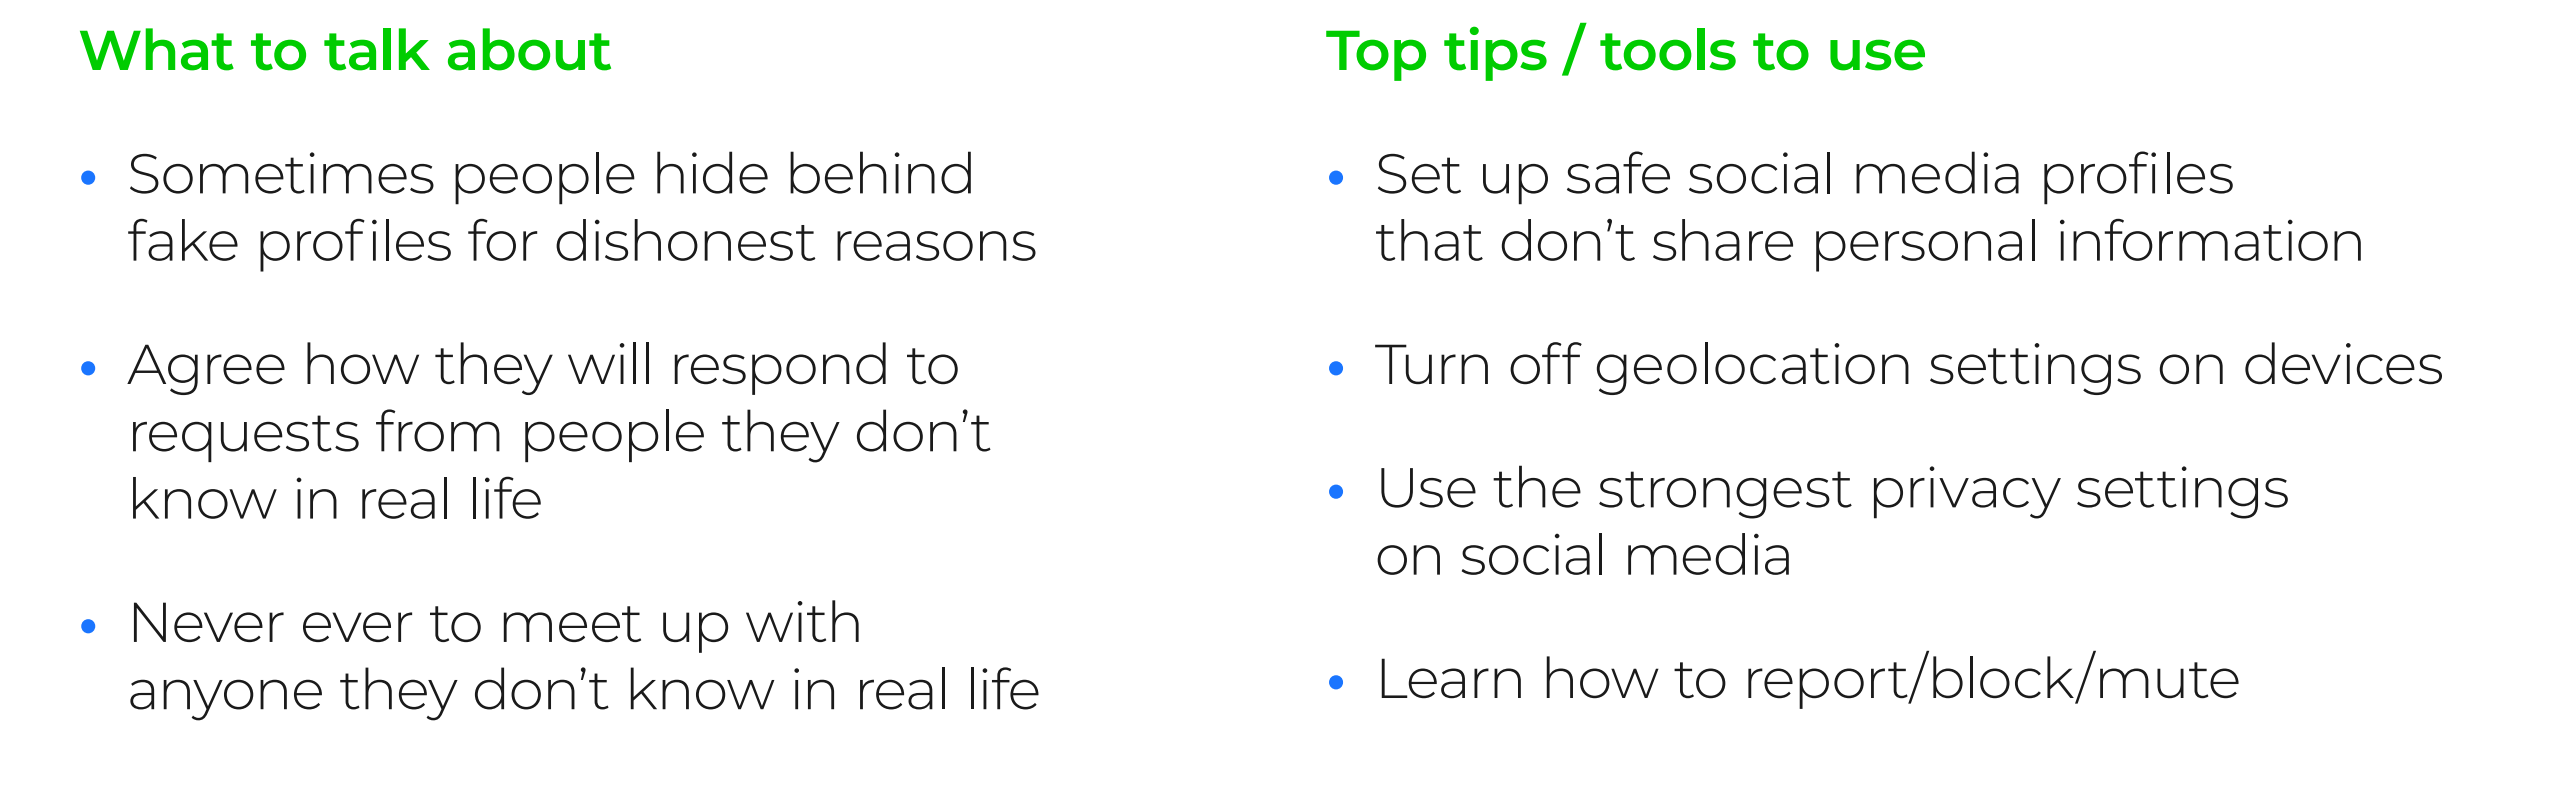 What to talk about
• Sometimes people hide behind
fake profiles for dishonest reasons
• Agree how they will respond to
requests from people they don’t
know in real life
• Never ever to meet up with
anyone they don’t know in real life
Top tips / tools to use
• Set up safe social media profiles
that don’t share personal information
• Turn off geolocation settings on devices
• Use the strongest privacy settings
on social media
• Learn how to report/block/mute